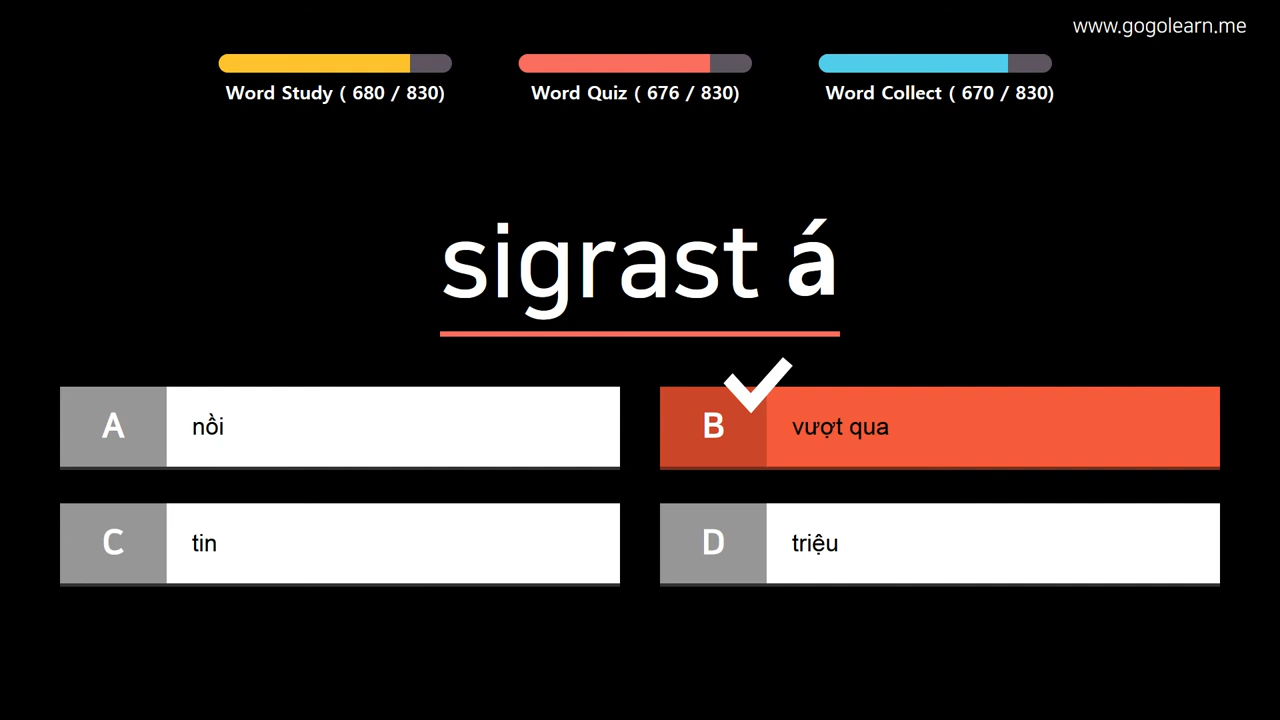 www.gogolearn.me
Word Study ( 680 / 830)
Word Quiz ( 676 / 830)
Word Collect ( 670 / 830)
sigrast á
A nồi
B vượt qua
C tin
D triệu